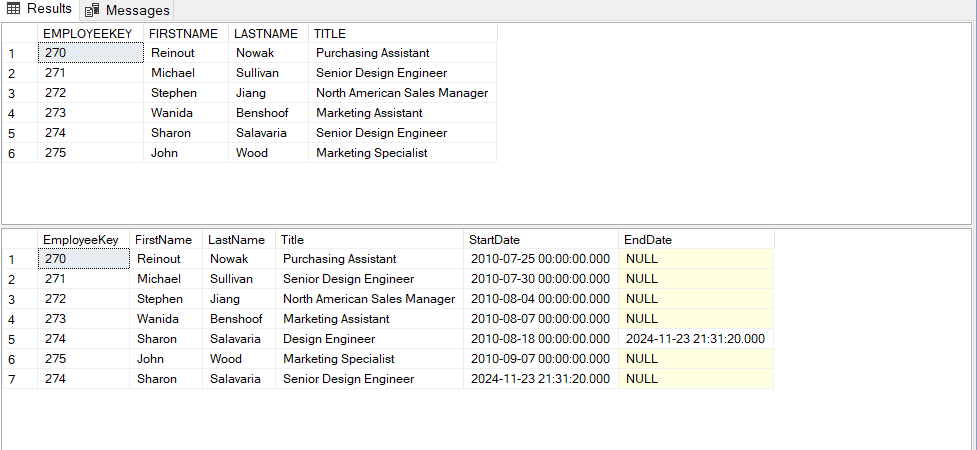 Results Messages
EMPLOYEEKEY FIRSTNAME LASTNAME TITLE
1 270 Reinout Nowak Purchasing Assistant
2 271 Michael Sullivan Senior Design Engineer
3 272 Stephen Jiang North American Sales Manager
4 273 Wanida Benshoof Marketing Assistant
5 274 Sharon Salavaria Senior Design Engineer
6 275 John Wood Marketing Specialist
EmployeeKey FirstName LastName Title StartDate EndDate
1 270 Reinout Nowak Purchasing Assistant 2010-07-25 00:00:00.000 NULL
2 271 Michael Sullivan Senior Design Engineer 2010-07-30 00:00:00.000 NULL
3 272 Stephen Jiang North American Sales Manager 2010-08-04 00:00:00.000 NULL
4 273 Wanida Benshoof Marketing Assistant 2010-08-07 00:00:00.000 NULL
5 274 Sharon Salavaria Design Engineer 2010-08-18 00:00:00.000 2024-11-23 21:31:20.000
6 275 John Wood Marketing Specialist 2010-09-07 00:00:00.000 NULL
7 274 Sharon Salavaria Senior Design Engineer 2024-11-23 21:31:20.000 NULL